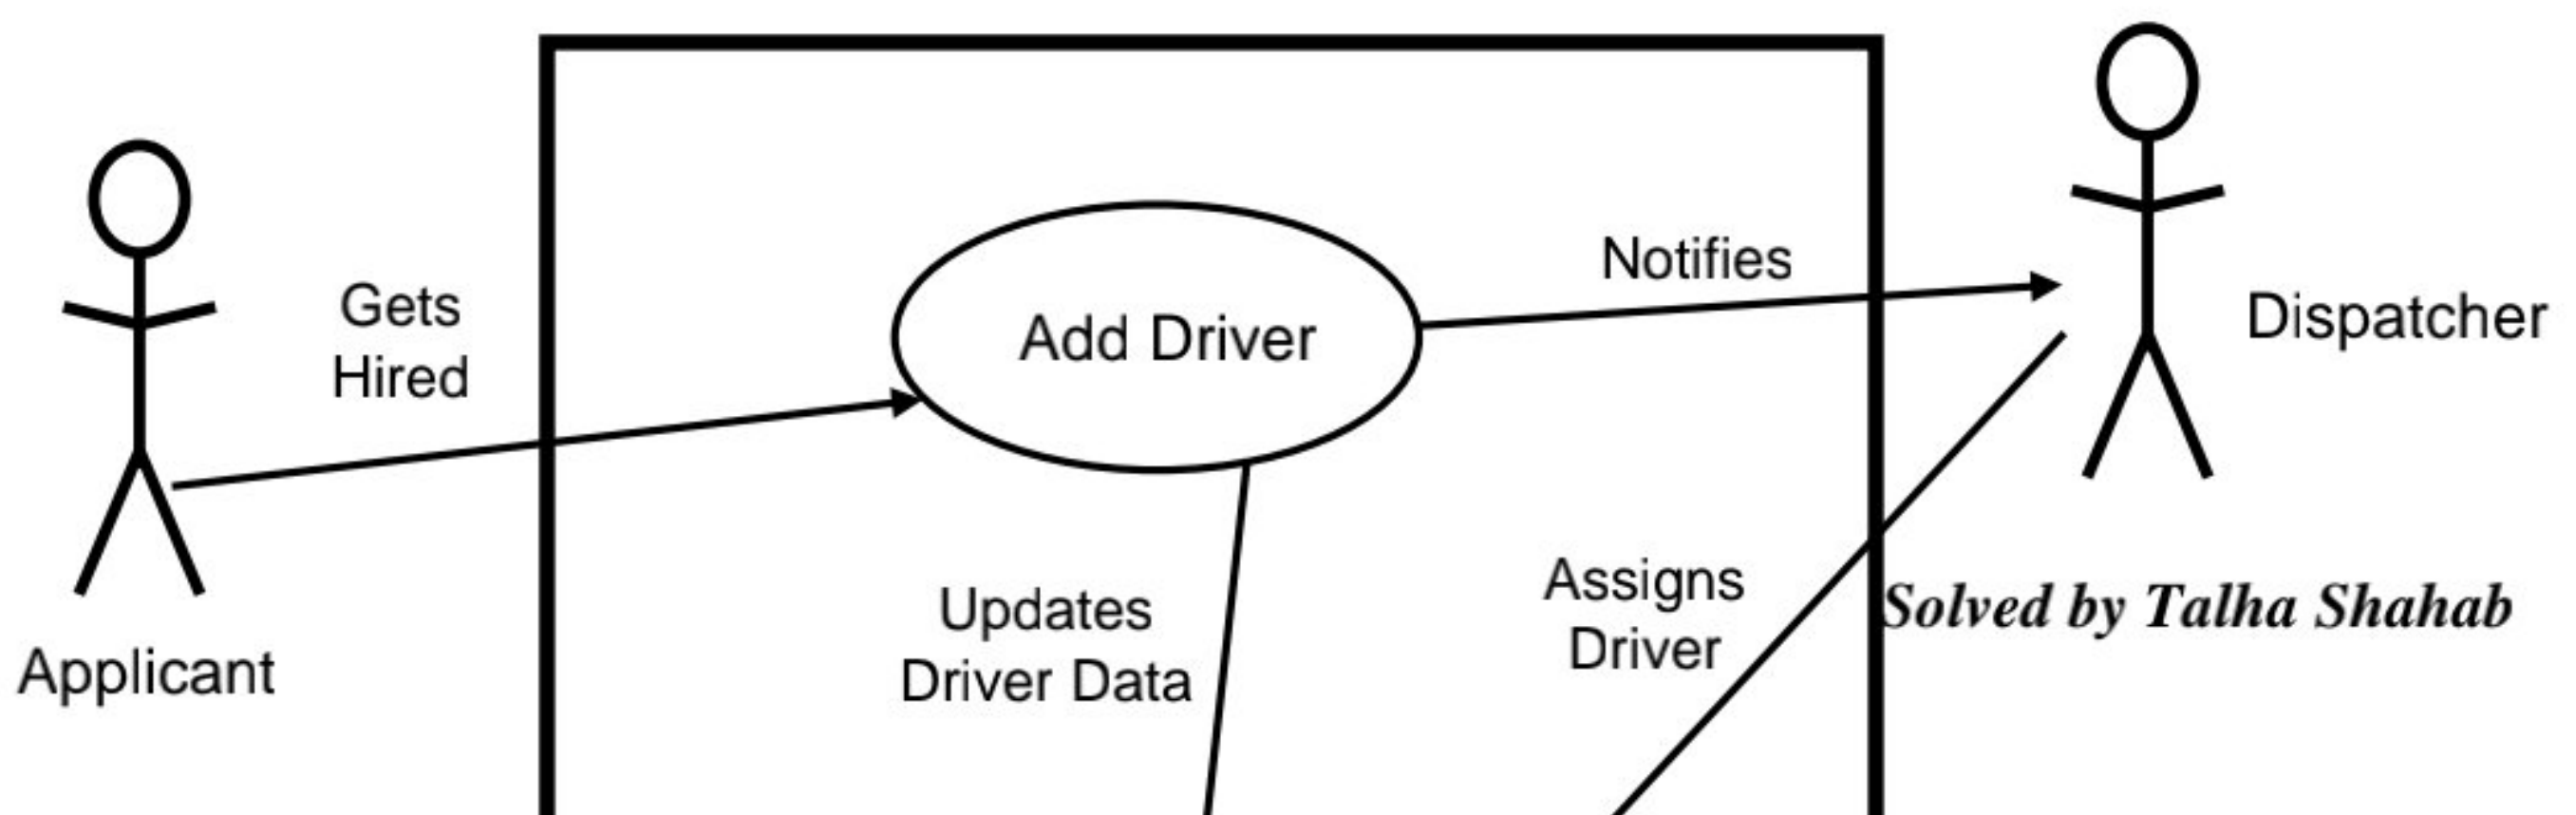 Gets
Hired
Applicant
Add Driver
Notifies
Dispatcher
Updates
Driver Data
Assigns
Driver
Solved by Talha Shahab